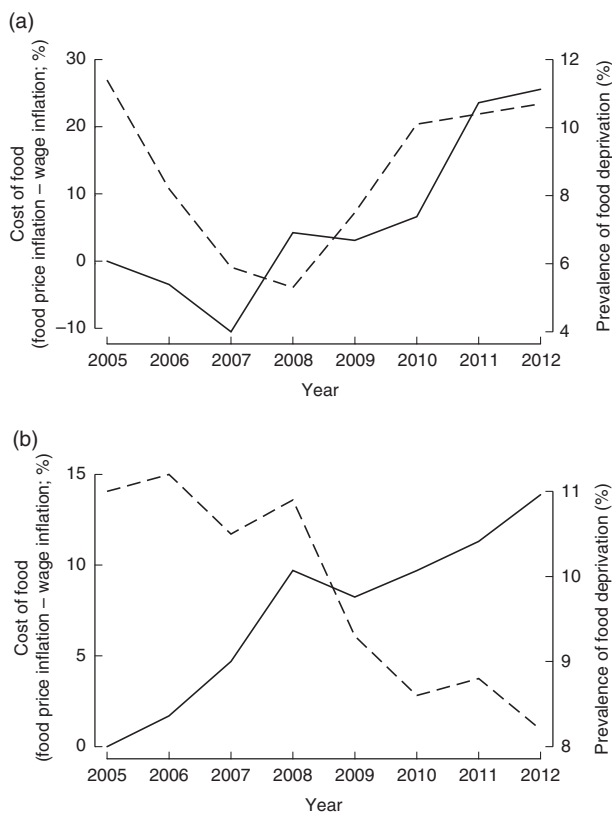 (a)
Cost of food
(food price inflation – wage inflation; %)
30
20
10
0
–10
12
10
8
6
4
Prevalence of food deprivation (%)
2005 2006 2007 2008 2009 2010 2011 2012
Year
(b)
Cost of food
(food price inflation – wage inflation; %)
15
10
5
0
11
10
9
8
Prevalence of food deprivation (%)
2005 2006 2007 2008 2009 2010 2011 2012
Year